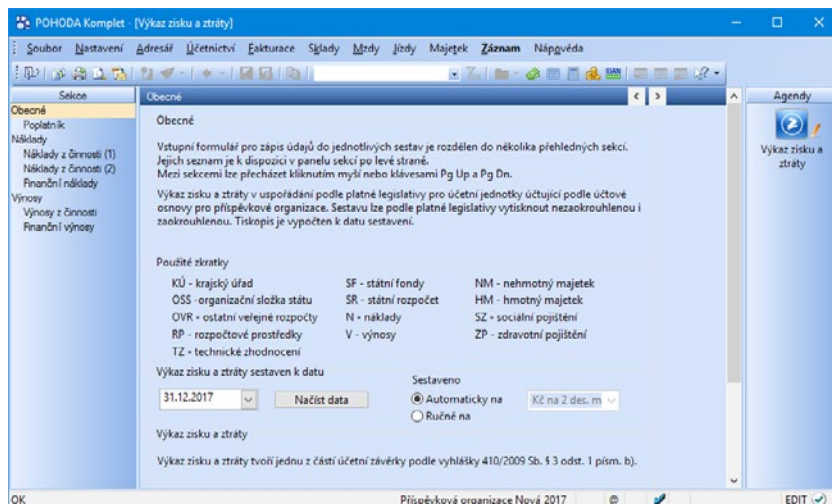 POHODA Komplet - [Výkaz zisku a ztráty]
Soubor Nastavení Adresář Účetnictví Fakturace Sklady Mzdy Jízdy Majetek Záznam Nápověda
Sekce
Obecné
Poplatník
Náklady
Náklady z činnosti (1)
Náklady z činnosti (2)
Finanční náklady
Výnosy
Výnosy z činnosti
Finanční výnosy
Obecné
Obecné
Vstupní formulář pro zápis údajů do jednotlivých sestav je rozdělen do několika přehledných sekcí.
Jejich seznam je k dispozici v panelu sekcí po levé straně.
Mezi sekcemi lze přecházet kliknutím myší nebo klávesami Pg Up a Pg Dn.
Výkaz zisku a ztráty v uspořádání podle platné legislativy pro účetní jednotky účtující podle účtové
osnovy pro příspěvkové organizace. Sestavu lze podle platné legislativy vytisknout nezaokrouhlenou i
zaokrouhlenou. Tiskopis je vypočten k datu sestavení.
Použité zkratky
KÚ - krajský úřad SF - státní fondy NM - nehmotný majetek
OSS -organizační složka státu SR - státní rozpočet HM - hmotný majetek
OVR - ostatní veřejné rozpočty N - náklady SZ - sociální pojištění
RP - rozpočtové prostředky V - výnosy ZP - zdravotní pojištění
TZ - technické zhodnocení
Výkaz zisku a ztráty sestaven k datu
Sestaveno
31.12.2017 Načíst data Automaticky na Kč na 2 des. m
Ručně na
Výkaz zisku a ztráty
Výkaz zisku a ztráty tvoří jednu z částí účetní závěrky podle vyhlášky 410/2009 Sb. § 3 odst. 1 písm. b).
Agendy
Výkaz zisku a
ztráty
OK Příspěvková organizace Nová 2017 @ EDIT